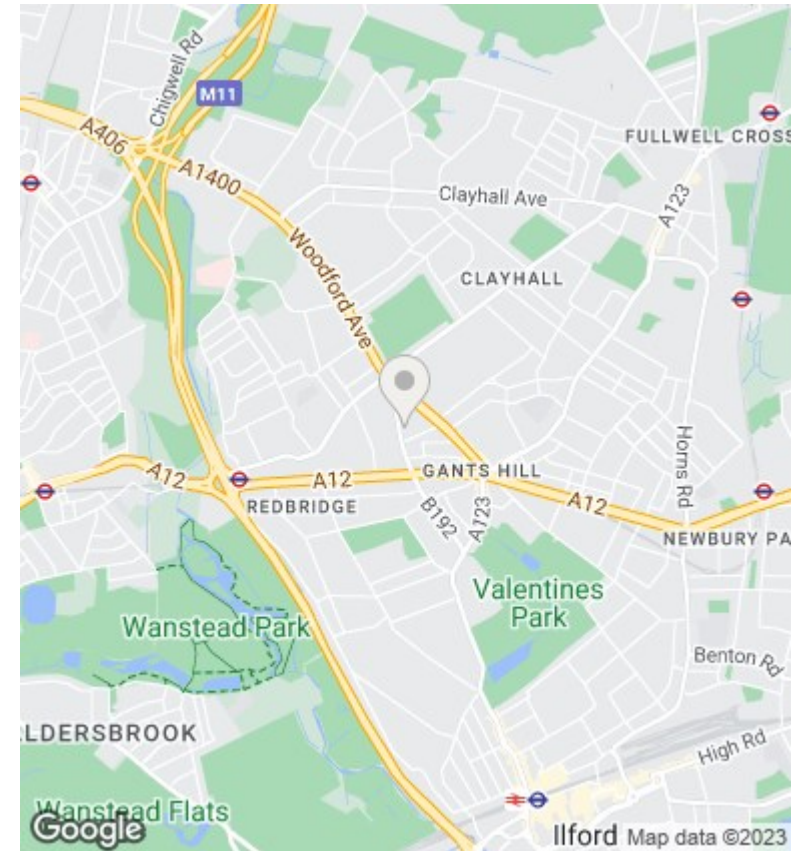 Chigwell Rd
M11
A406
A1400
FULLWELL CROSS
Clayhall Ave
A123
Woodford Ave
CLAYHALL
Horns Rd
A12
A12
GANTS HILL
A12
REDBRIDGE
B192
A123
NEWBURY PA
Valentines
Park
Wanstead Park
Benton Rd
LDERSBROOK
High Rd
Wanstead Flats
Google
Ilford
Map data ©2023